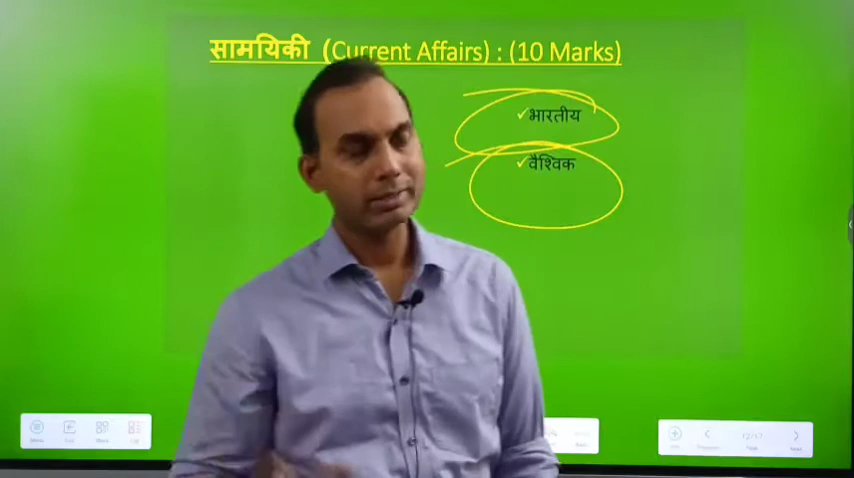 सामयिकी (Current Affairs) : (10 Marks)
✓भारतीय
✓वैश्विक